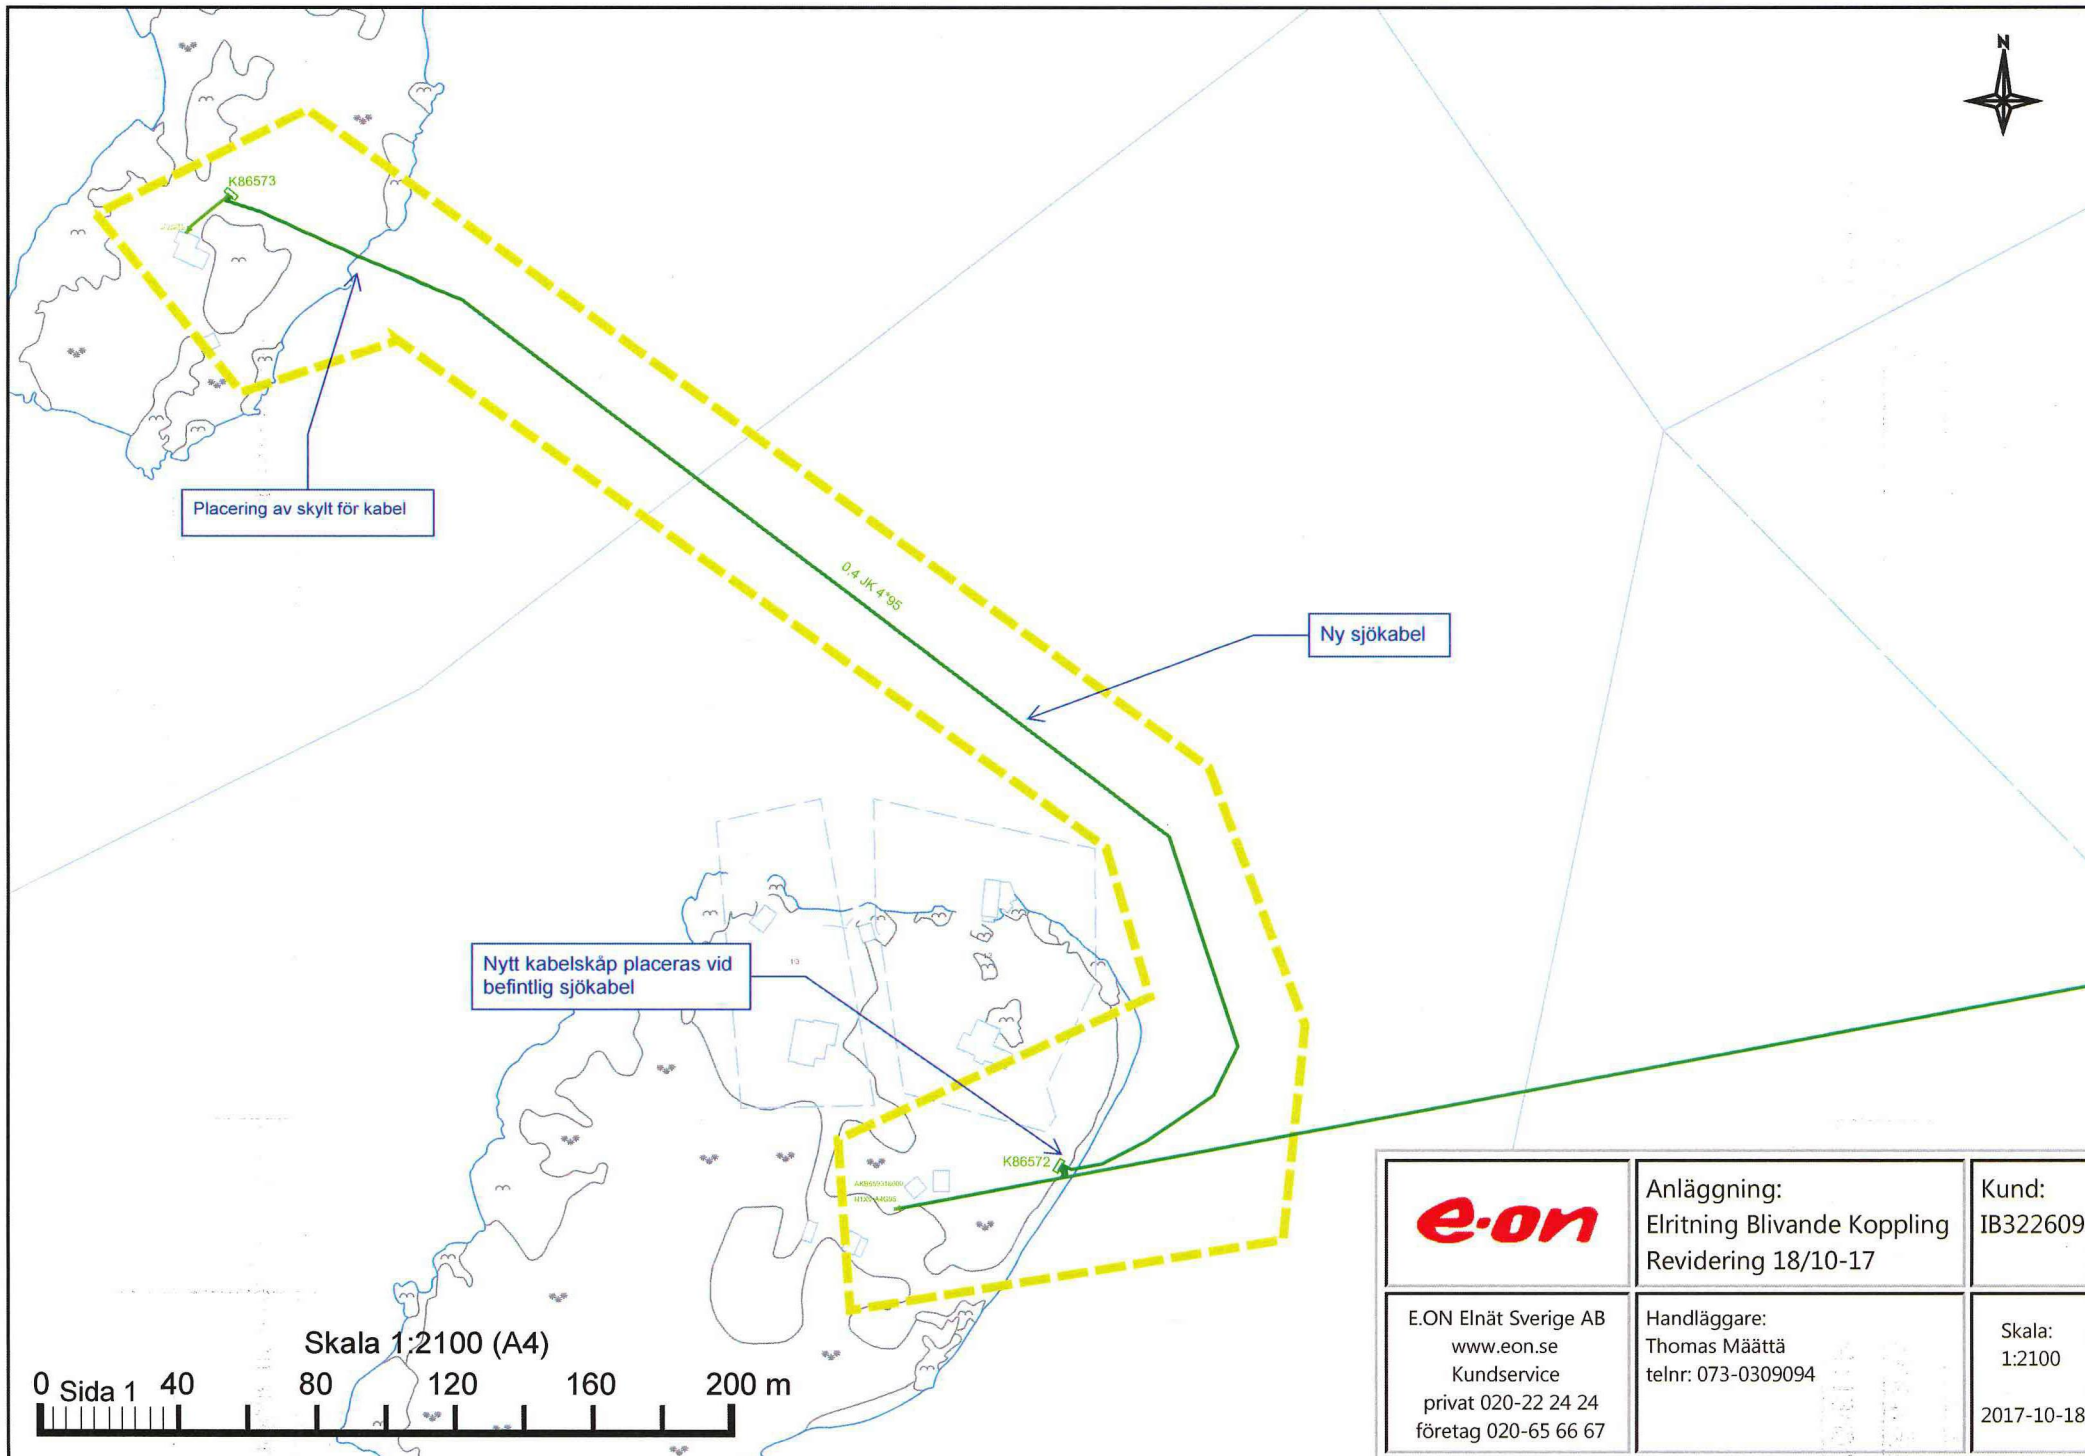 N
K86573
Placering av skylt för kabel
0.4 JK 4*95
Ny sjökabel
Nytt kabelskåp placeras vid
befintlig sjökabel
K86572
Skala 1:2100 (A4)
0 Sida 1 40 80 120 160 200 m
e·on
Anläggning:
Elritning Blivande Koppling
Revidering 18/10-17
Kund:
IB322609
E.ON Elnät Sverige AB
www.eon.se
Kundservice
privat 020-22 24 24
företag 020-65 66 67
Handläggare:
Thomas Määttä
telnr: 073-0309094
Skala:
1:2100
2017-10-18